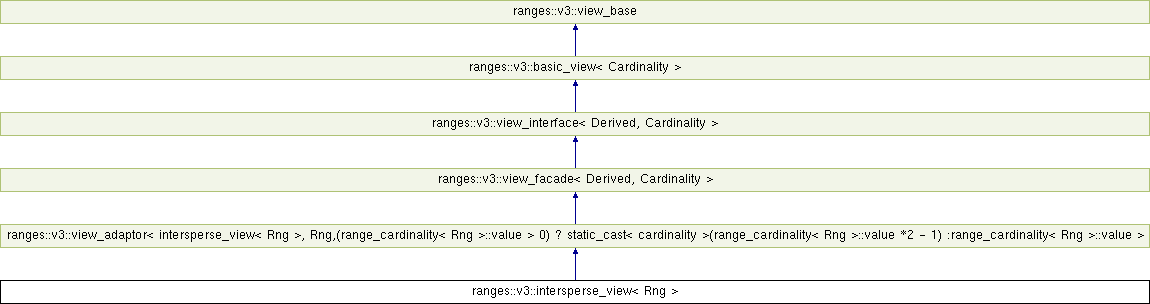 ranges::v3::view_base
ranges::v3::basic_view< Cardinality >
ranges::v3::view_interface< Derived, Cardinality >
ranges::v3::view_facade< Derived, Cardinality >
ranges::v3::view_adaptor< intersperse_view< Rng >, Rng,(range_cardinality< Rng >::value > 0) ? static_cast< cardinality >(range_cardinality< Rng >::value *2 - 1) :range_cardinality< Rng >::value >
ranges::v3::intersperse_view< Rng >